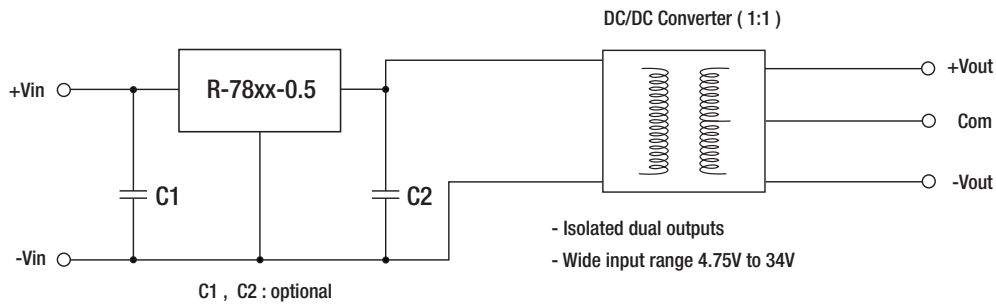 DC/DC Converter ( 1:1 )
+Vin
R-78xx-0.5
+Vout
Com
C1
C2
-Vout
- Isolated dual outputs
-Vin
- Wide input range 4.75V to 34V
C1 , C2 : optional